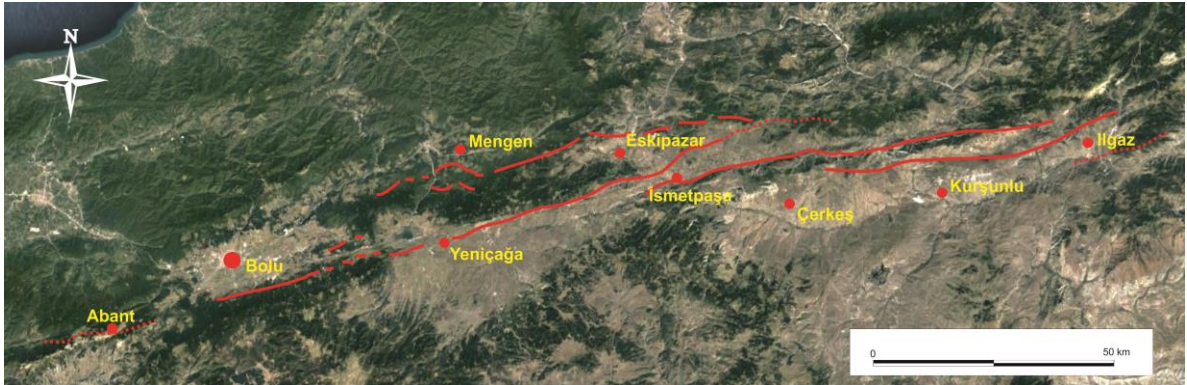 N
Mengen
Eskipazar
Ilgaz
İsmetpaşa
Kurşunlu
Çerkeş
Yeniçağa
Bolu
Abant
0 50 km